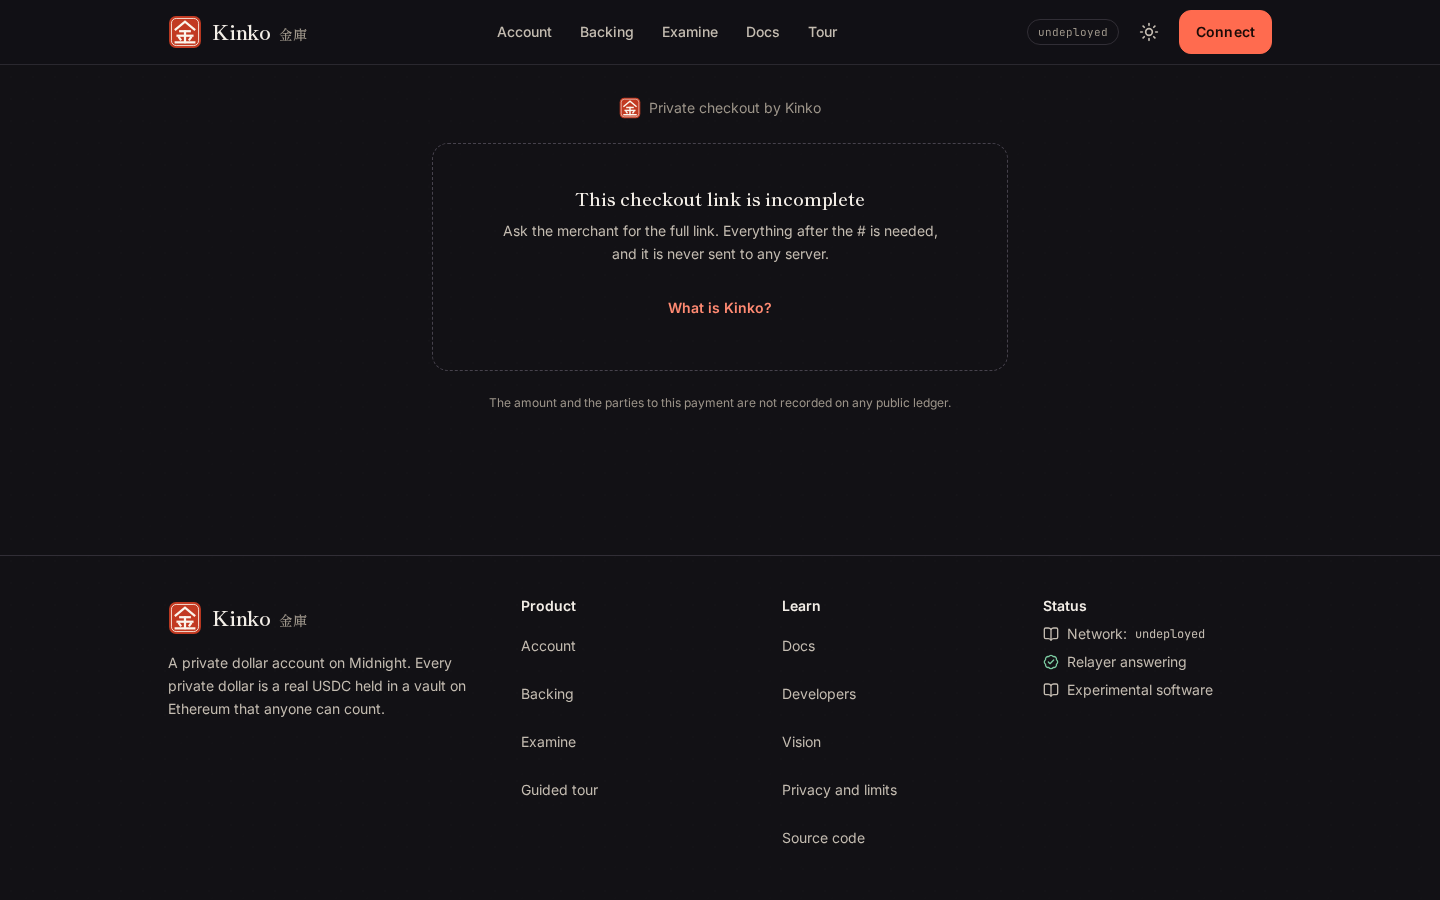 金 Kinko 金庫
Account Backing Examine Docs Tour
undeployed
Connect
金 Private checkout by Kinko
This checkout link is incomplete
Ask the merchant for the full link. Everything after the # is needed,
and it is never sent to any server.
What is Kinko?
The amount and the parties to this payment are not recorded on any public ledger.
金 Kinko 金庫
A private dollar account on Midnight. Every
private dollar is a real USDC held in a vault on
Ethereum that anyone can count.
Product
Account
Backing
Examine
Guided tour
Learn
Docs
Developers
Vision
Privacy and limits
Source code
Status
Network: undeployed
Relayer answering
Experimental software